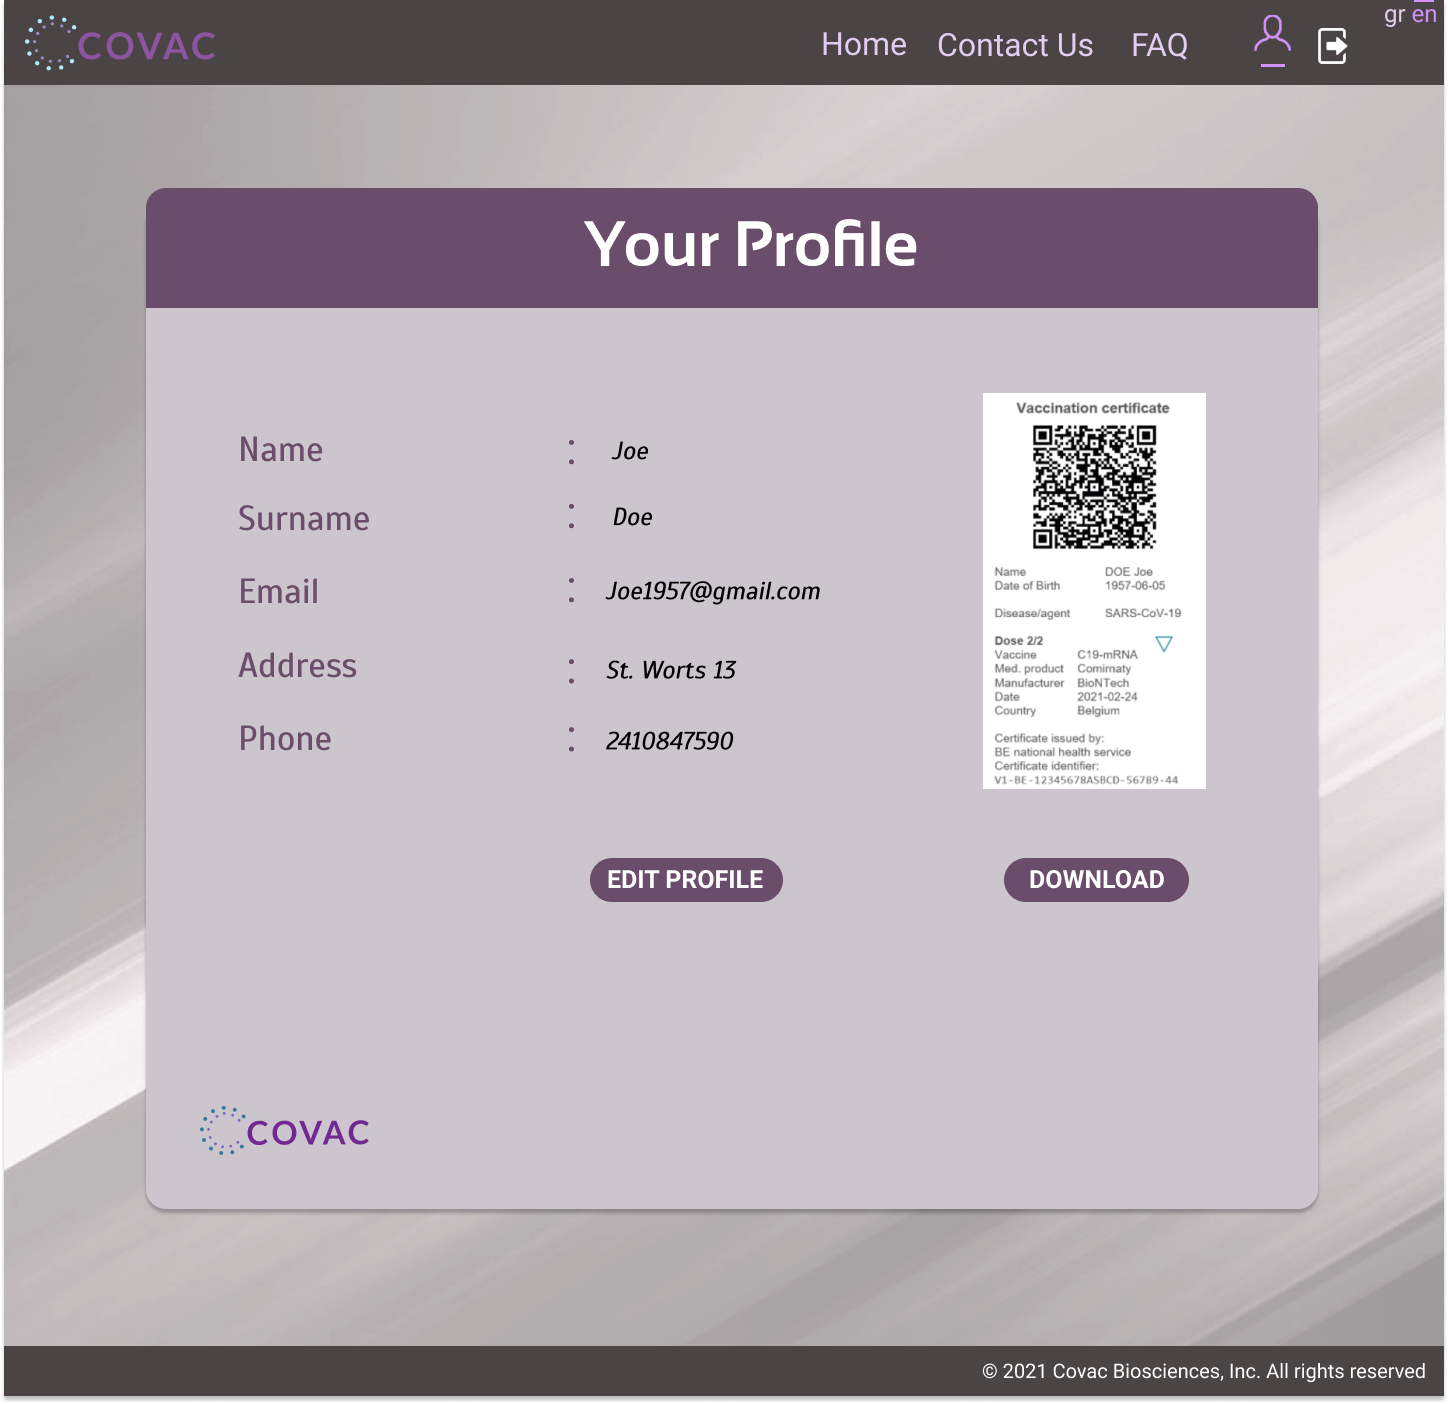 COVAC
Home Contact Us FAQ
gr en
Your Profile
Name : Joe
Surname : Doe
Email : Joe1957@gmail.com
Address : St. Worts 13
Phone : 2410847590
Vaccination certificate
Name DOE Joe
Date of Birth 1957-06-05
Disease/agent SARS-CoV-19
Dose 2/2
Vaccine C19-mRNA
Med. product Comirnaty
Manufacturer BioNTech
Date 2021-02-24
Country Belgium
Certificate issued by:
BE national health service
Certificate identifier:
V1-BE-12345678ASBCD-56789-44
EDIT PROFILE
DOWNLOAD
COVAC
© 2021 Covac Biosciences, Inc. All rights reserved